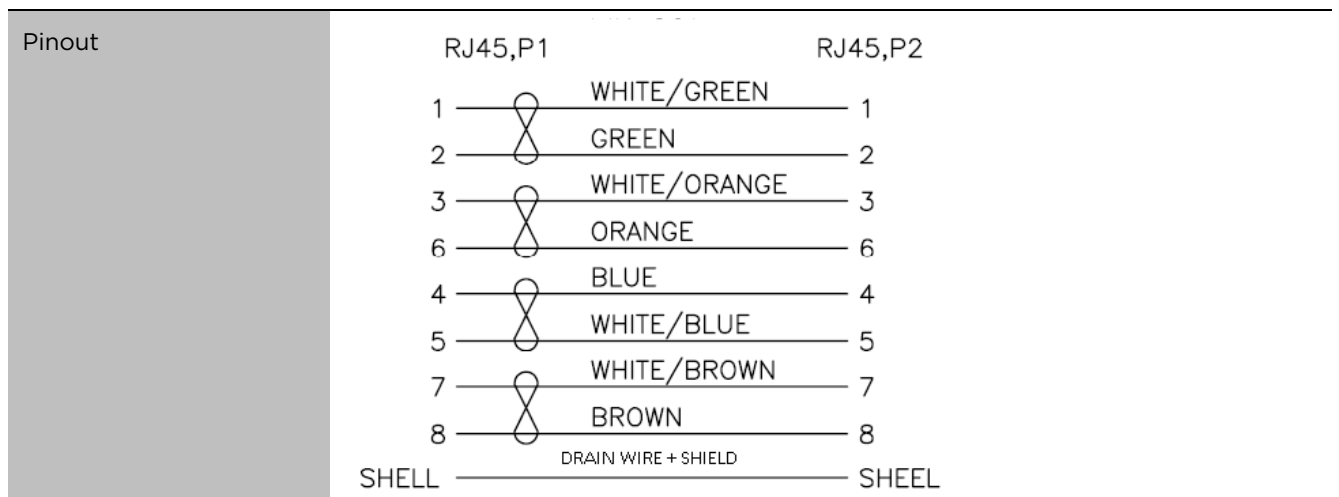 Pinout
RJ45,P1 RJ45,P2
WHITE/GREEN
1 1
GREEN
2 2
WHITE/ORANGE
3 3
ORANGE
6 6
BLUE
4 4
WHITE/BLUE
5 5
WHITE/BROWN
7 7
BROWN
8 8
DRAIN WIRE + SHIELD
SHELL SHEEL